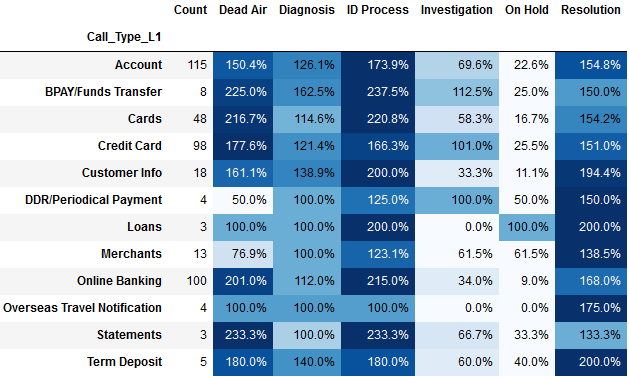 Count Dead Air Diagnosis ID Process Investigation On Hold Resolution
Call_Type_L1
Account 115 150.4% 126.1% 173.9% 69.6% 22.6% 154.8%
BPAY/Funds Transfer 8 225.0% 162.5% 237.5% 112.5% 25.0% 150.0%
Cards 48 216.7% 114.6% 220.8% 58.3% 16.7% 154.2%
Credit Card 98 177.6% 121.4% 166.3% 101.0% 25.5% 151.0%
Customer Info 18 161.1% 138.9% 200.0% 33.3% 11.1% 194.4%
DDR/Periodical Payment 4 50.0% 100.0% 125.0% 100.0% 50.0% 150.0%
Loans 3 100.0% 100.0% 200.0% 0.0% 100.0% 200.0%
Merchants 13 76.9% 100.0% 123.1% 61.5% 61.5% 138.5%
Online Banking 100 201.0% 112.0% 215.0% 34.0% 9.0% 168.0%
Overseas Travel Notification 4 100.0% 100.0% 100.0% 0.0% 0.0% 175.0%
Statements 3 233.3% 100.0% 233.3% 66.7% 33.3% 133.3%
Term Deposit 5 180.0% 140.0% 180.0% 60.0% 40.0% 200.0%